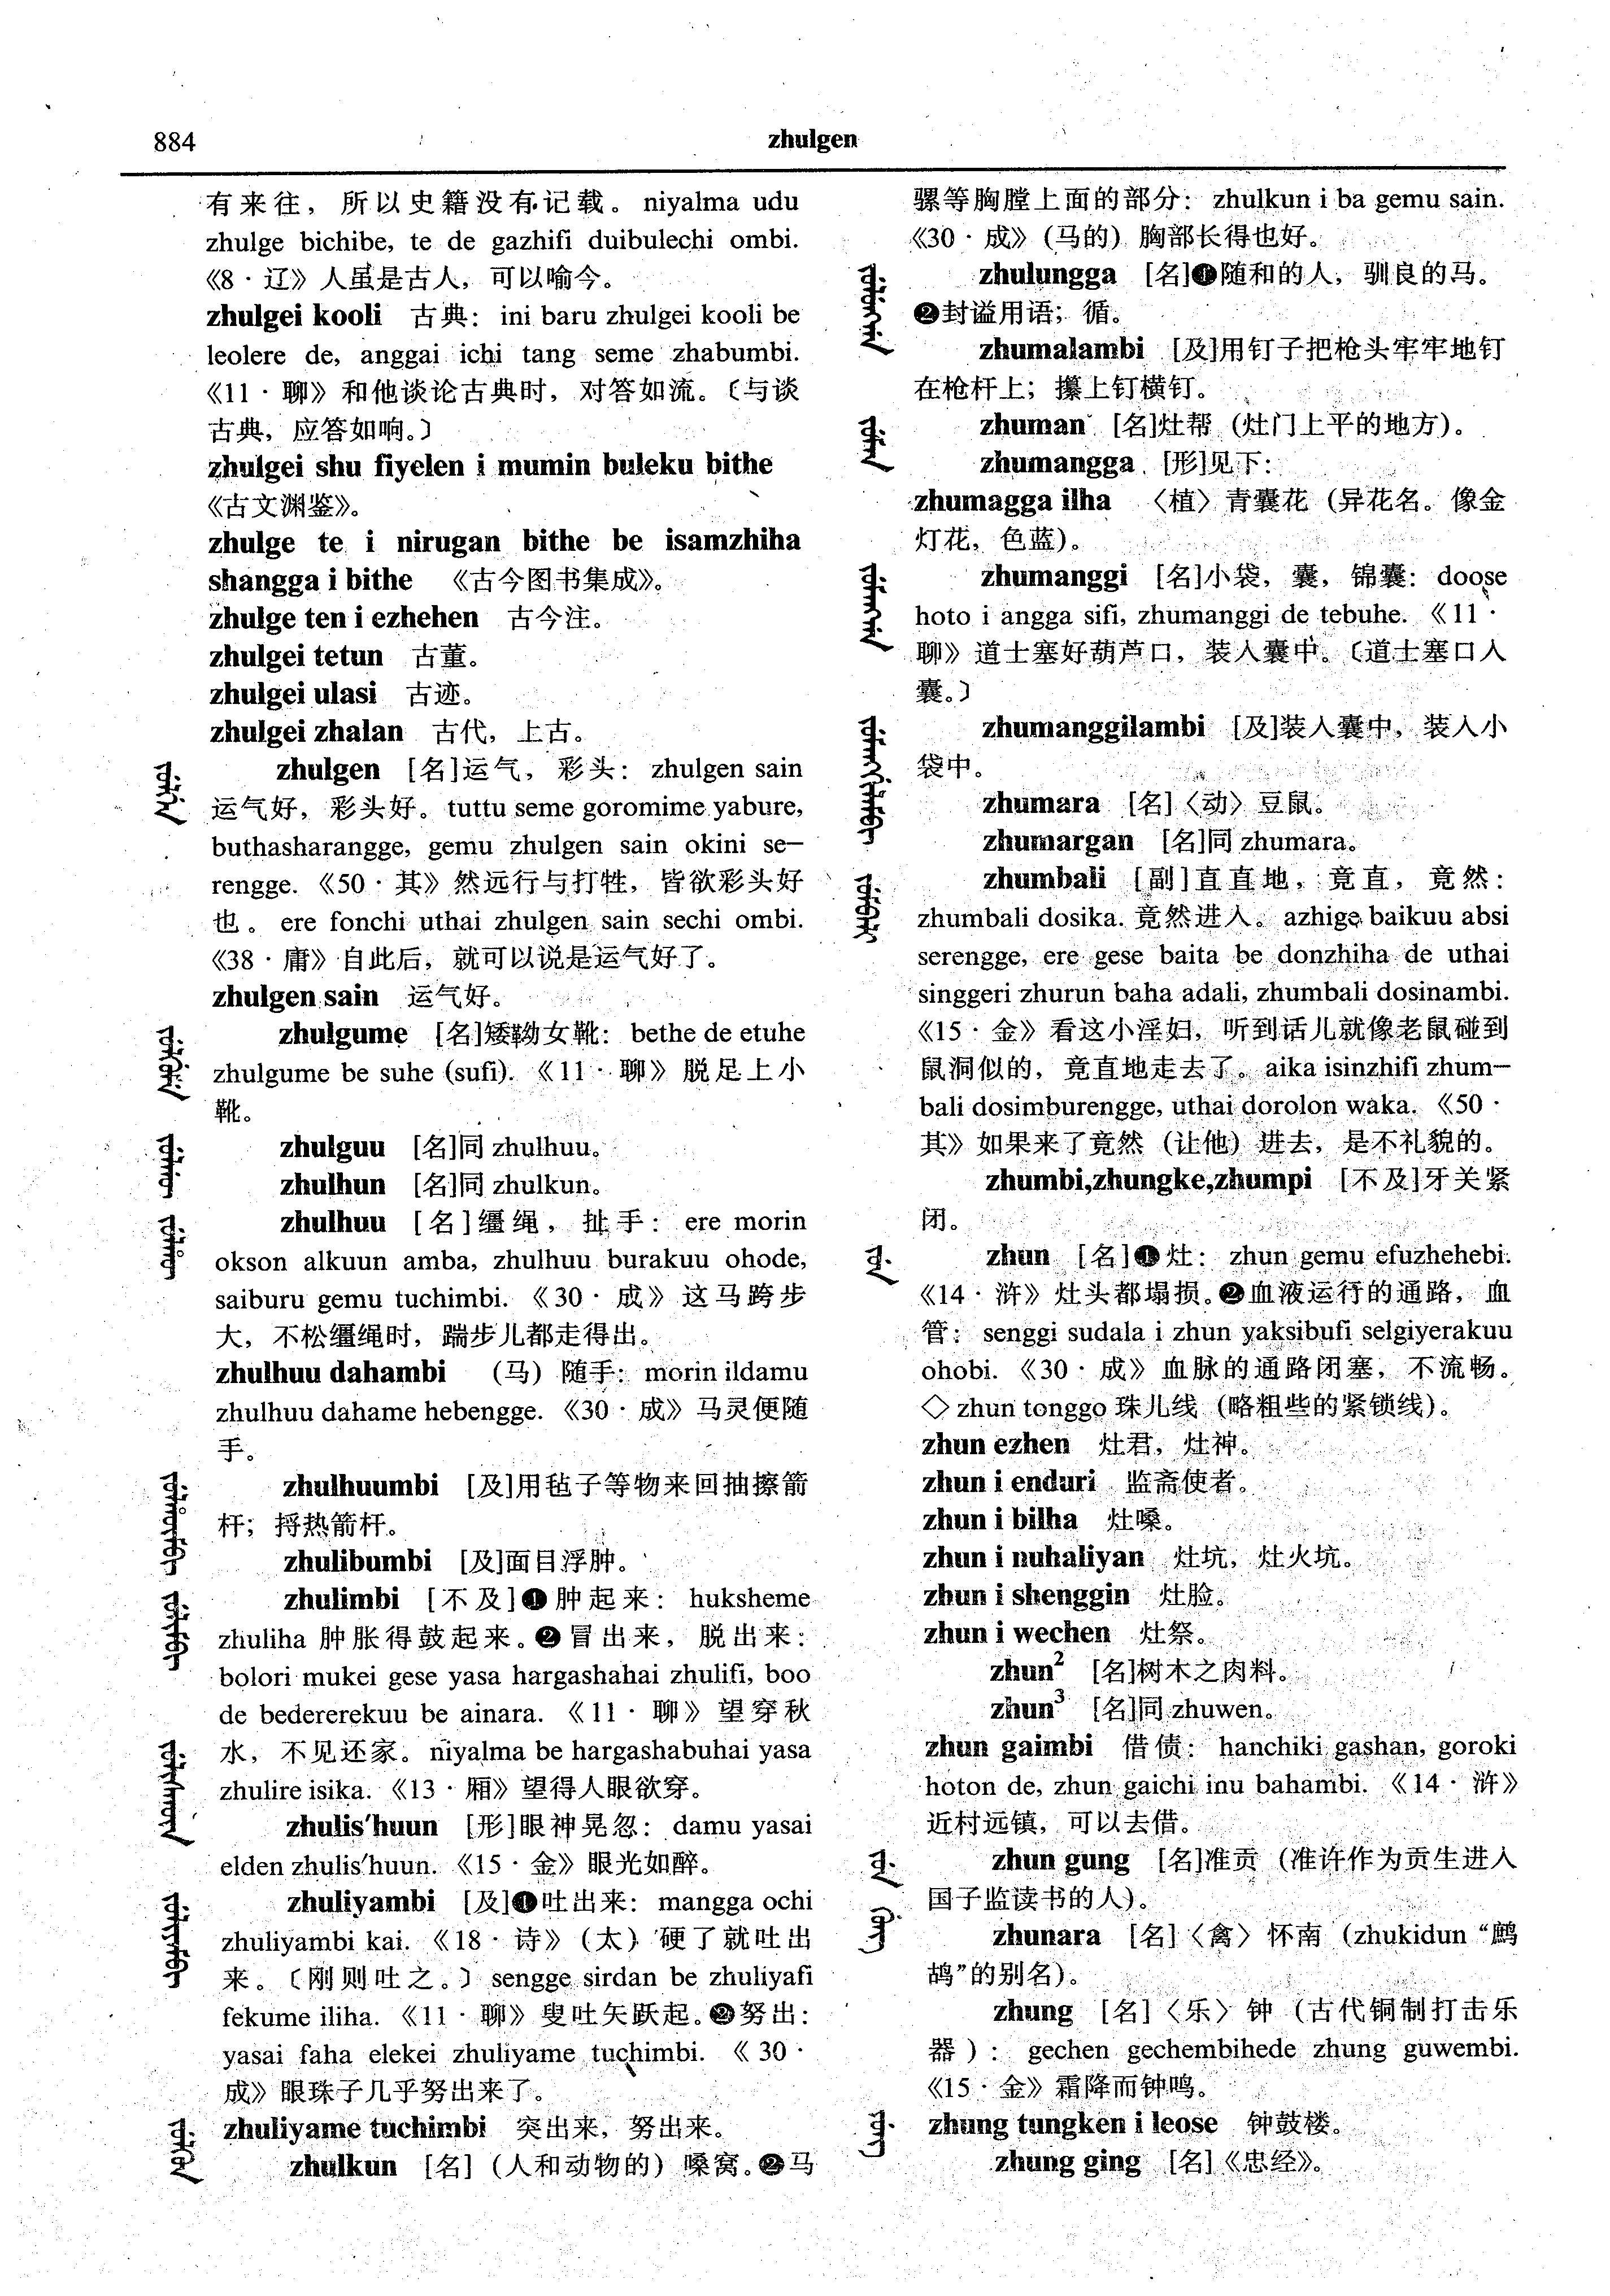 884
zhulgen
有来往，所以史籍没有记载。niyalma udu
zhulge bichibe, te de gazhifi duibulechi ombi.
《8·辽》人虽是古人，可以喻今。
zhulgei kooli 古典：ini baru zhulgei kooli be
leolere de, anggai ichi tang seme zhabumbi.
《11·聊》和他谈论古典时，对答如流。〔与谈
古典，应答如响。〕
zhulgei shu fiyelen i mumin buleku bithe
《古文渊鉴》。
zhulge te i nirugan bithe be isamzhiha
shangga i bithe 《古今图书集成》。
zhulge ten i ezhehen 古今注。
zhulgei tetun 古董。
zhulgei ulasi 古迹。
zhulgei zhalan 古代，上古。
zhulgen [名]运气，彩头：zhulgen sain
运气好，彩头好。tuttu seme goromime yabure,
buthasharangge, gemu zhulgen sain okini se-
rengge.《50·其》然远行与打牲，皆欲彩头好
也。ere fonchi uthai zhulgen sain sechi ombi.
《38·庸》自此后，就可以说是运气好了。
zhulgen sain 运气好。
zhulgume [名]矮靿女靴：bethe de etuhe
zhulgume be suhe (sufi).《11·聊》脱足上小
靴。
zhulguu [名]同 zhulhuu。
zhulhun [名]同 zhulkun。
zhulhuu [名]缰绳，扯手：ere morin
okson alkuun amba, zhulhuu burakuu ohode,
saiburu gemu tuchimbi.《30·成》这马跨步
大，不松缰绳时，踹步儿都走得出。
zhulhuu dahambi （马）随手：morin ildamu
zhulhuu dahame hebengge.《30·成》马灵便随
手。
zhulhuumbi [及]用毡子等物来回抽擦箭
杆；捋热箭杆。
zhulibumbi [及]面目浮肿。
zhulimbi [不及]❶肿起来：huksheme
zhuliha 肿胀得鼓起来。❷冒出来，脱出来：
bolori mukei gese yasa hargashahai zhulifi, boo
de bedererekuu be ainara.《11·聊》望穿秋
水，不见还家。niyalma be hargashabuhai yasa
zhulire isika.《13·厢》望得人眼欲穿。
zhulis'huun [形]眼神晃忽：damu yasai
elden zhulis'huun.《15·金》眼光如醉。
zhuliyambi [及]❶吐出来：mangga ochi
zhuliyambi kai.《18·诗》（太）硬了就吐出
来。〔刚则吐之。〕sengge sirdan be zhuliyafi
fekume iliha.《11·聊》叟吐矢跃起。❷努出：
yasai faha elekei zhuliyame tuchimbi.《30·
成》眼珠子几乎努出来了。
zhuliyame tuchimbi 突出来，努出来。
zhulkun [名]（人和动物的）嗓窝。❷马
骡等胸膛上面的部分：zhulkun i ba gemu sain.
《30·成》（马的）胸部长得也好。
zhulungga [名]❶随和的人，驯良的马。
❷封谥用语；循。
zhumalambi [及]用钉子把枪头牢牢地钉
在枪杆上；攥上钉横钉。
zhuman [名]灶帮（灶门上平的地方）。
zhumangga [形]见下：
zhumagga ilha 〈植〉青囊花（异花名。像金
灯花，色蓝）。
zhumanggi [名]小袋，囊，锦囊：doose
hoto i angga sifi, zhumanggi de tebuhe.《11·
聊》道士塞好葫芦口，装人囊中。〔道士塞口人
囊。〕
zhumanggilambi [及]装人囊中，装人小
袋中。
zhumara [名]〈动〉豆鼠。
zhumargan [名]同 zhumara。
zhumbali [副]直直地，竟直，竟然：
zhumbali dosika. 竟然进人。azhige baikuu absi
serengge, ere gese baita be donzhiha de uthai
singgeri zhurun baha adali, zhumbali dosinambi.
《15·金》看这小淫妇，听到话儿就像老鼠碰到
鼠洞似的，竟直地走去了。aika isinzhifi zhum-
bali dosimburengge, uthai dorolon waka.《50·
其》如果来了竟然（让他）进去，是不礼貌的。
zhumbi,zhungke,zhumpi [不及]牙关紧
闭。
zhun [名]❶灶：zhun gemu efuzhehebi.
《14·浒》灶头都塌损。❷血液运行的通路，血
管：senggi sudala i zhun yaksibufi selgiyerakuu
ohobi.《30·成》血脉的通路闭塞，不流畅。
◇zhun tonggo 珠儿线（略粗些的紧锁线）。
zhun ezhen 灶君，灶神。
zhun i enduri 监斋使者。
zhun i bilha 灶嗓。
zhun i nuhaliyan 灶坑，灶火坑。
zhun i shenggin 灶脸。
zhun i wechen 灶祭。
zhun² [名]树木之肉料。
zhun³ [名]同 zhuwen。
zhun gaimbi 借债：hanchiki gashan, goroki
hoton de, zhun gaichi inu bahambi.《14·浒》
近村远镇，可以去借。
zhun gung [名]准贡（准许作为贡生进人
国子监读书的人）。
zhunara [名]〈禽〉怀南（zhukidun “鹧
鸪”的别名）。
zhung [名]〈乐〉钟（古代铜制打击乐
器）：gechen gechembihede zhung guwembi.
《15·金》霜降而钟鸣。
zhung tungken i leose 钟鼓楼。
zhung ging [名]《忠经》。